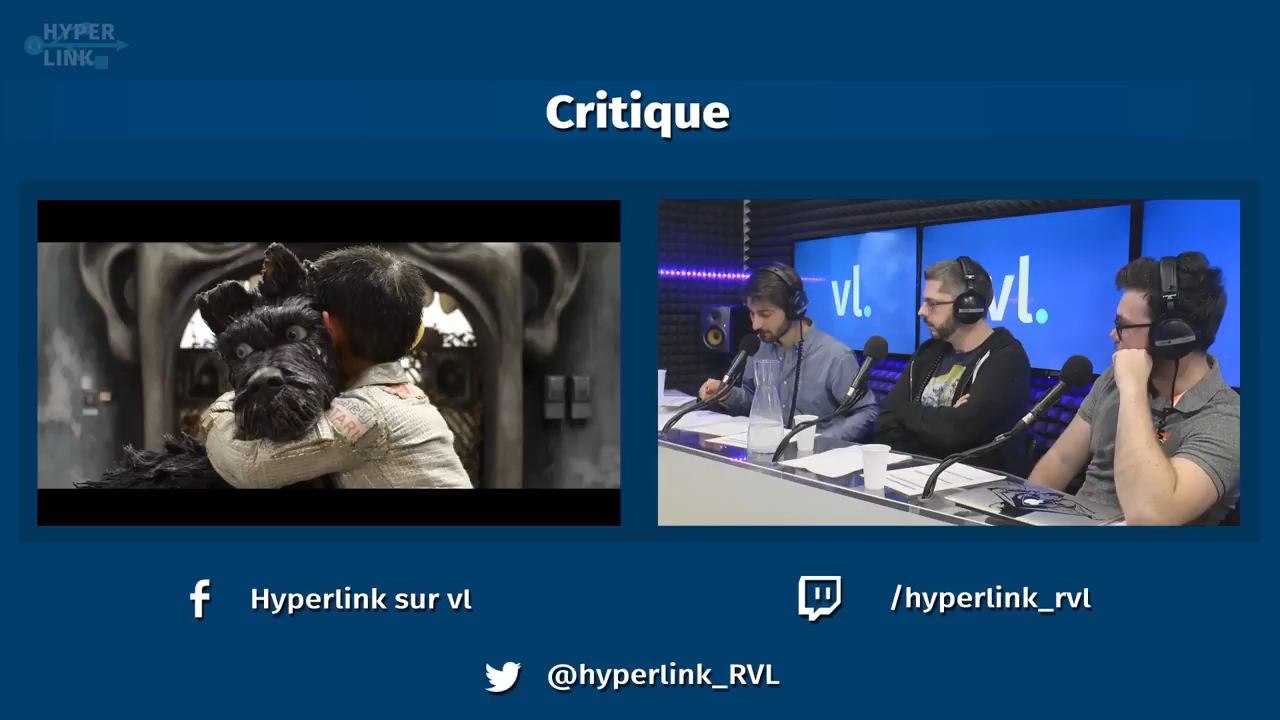 HYPER
LINK
Critique
vl.
vl.
Hyperlink sur vl
/hyperlink_rvl
@hyperlink_RVL